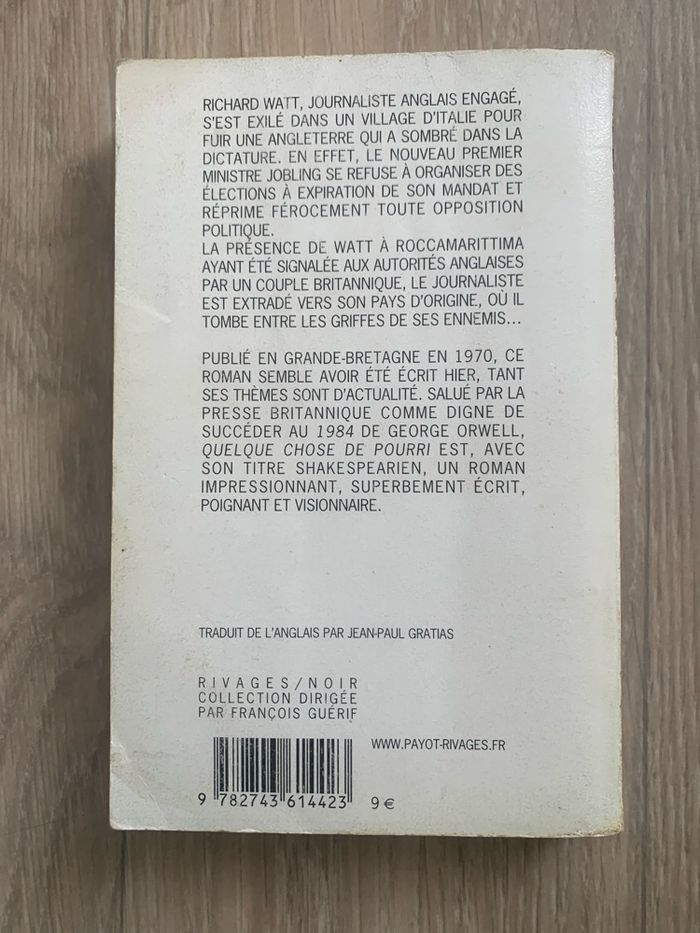 RICHARD WATT, JOURNALISTE ANGLAIS ENGAGÉ,
S'EST EXILÉ DANS UN VILLAGE D'ITALIE POUR
FUIR UNE ANGLETERRE QUI A SOMBRÉ DANS LA
DICTATURE. EN EFFET, LE NOUVEAU PREMIER
MINISTRE JOBLING SE REFUSE À ORGANISER DES
ÉLECTIONS À EXPIRATION DE SON MANDAT ET
RÉPRIME FÉROCEMENT TOUTE OPPOSITION
POLITIQUE.
LA PRÉSENCE DE WATT À ROCCAMARITTIMA
AYANT ÉTÉ SIGNALÉE AUX AUTORITÉS ANGLAISES
PAR UN COUPLE BRITANNIQUE, LE JOURNALISTE
EST EXTRADÉ VERS SON PAYS D'ORIGINE, OÙ IL
TOMBE ENTRE LES GRIFFES DE SES ENNEMIS...
PUBLIÉ EN GRANDE-BRETAGNE EN 1970, CE
ROMAN SEMBLE AVOIR ÉTÉ ÉCRIT HIER, TANT
SES THÈMES SONT D'ACTUALITÉ. SALUÉ PAR LA
PRESSE BRITANNIQUE COMME DIGNE DE
SUCCÉDER AU 1984 DE GEORGE ORWELL,
QUELQUE CHOSE DE POURRI EST, AVEC
SON TITRE SHAKESPEARIEN, UN ROMAN
IMPRESSIONNANT, SUPERBEMENT ÉCRIT,
POIGNANT ET VISIONNAIRE.
TRADUIT DE L'ANGLAIS PAR JEAN-PAUL GRATIAS
RIVAGES/NOIR
COLLECTION DIRIGÉE
PAR FRANÇOIS GUÉRIF
WWW.PAYOT-RIVAGES.FR
9 782743 614423 9 €